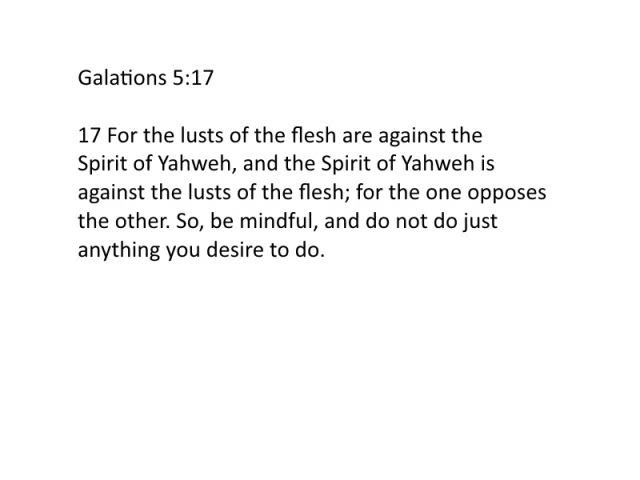 Galations 5:17
17 For the lusts of the flesh are against the
Spirit of Yahweh, and the Spirit of Yahweh is
against the lusts of the flesh; for the one opposes
the other. So, be mindful, and do not do just
anything you desire to do.